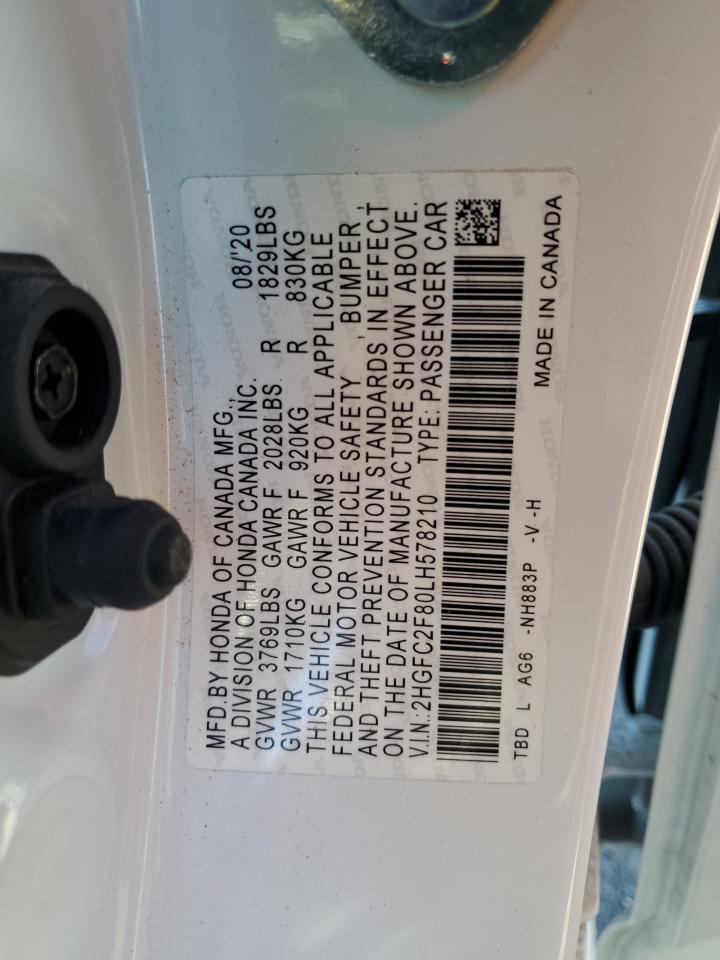 MFD.BY HONDA OF CANADA MFG., 08/'20
A DIVISION OF HONDA CANADA INC.
GVWR 3769LBS GAWR F 2028LBS R 1829LBS
GVWR 1710KG GAWR F 920KG R 830KG
THIS VEHICLE CONFORMS TO ALL APPLICABLE
FEDERAL MOTOR VEHICLE SAFETY , BUMPER ,
AND THEFT PREVENTION STANDARDS IN EFFECT
ON THE DATE OF MANUFACTURE SHOWN ABOVE.
V.I.N.:2HGFC2F80LH578210 TYPE: PASSENGER CAR
TBD L AG6 -NH883P -V -H MADE IN CANADA